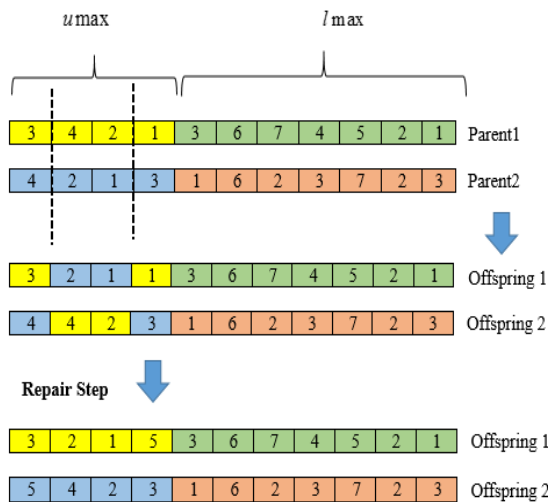 u max l max
3 4 2 1 3 6 7 4 5 2 1 Parent1
4 2 1 3 1 6 2 3 7 2 3 Parent2
3 2 1 1 3 6 7 4 5 2 1 Offspring 1
4 4 2 3 1 6 2 3 7 2 3 Offspring 2
Repair Step
3 2 1 5 3 6 7 4 5 2 1 Offspring 1
5 4 2 3 1 6 2 3 7 2 3 Offspring 2